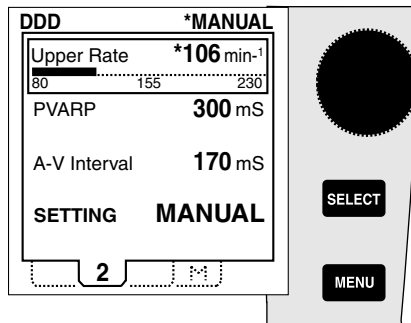 DDD *MANUAL
Upper Rate *106 min-¹
80 155 230
PVARP 300 mS
A-V Interval 170 mS
SETTING MANUAL
2 M
SELECT
MENU